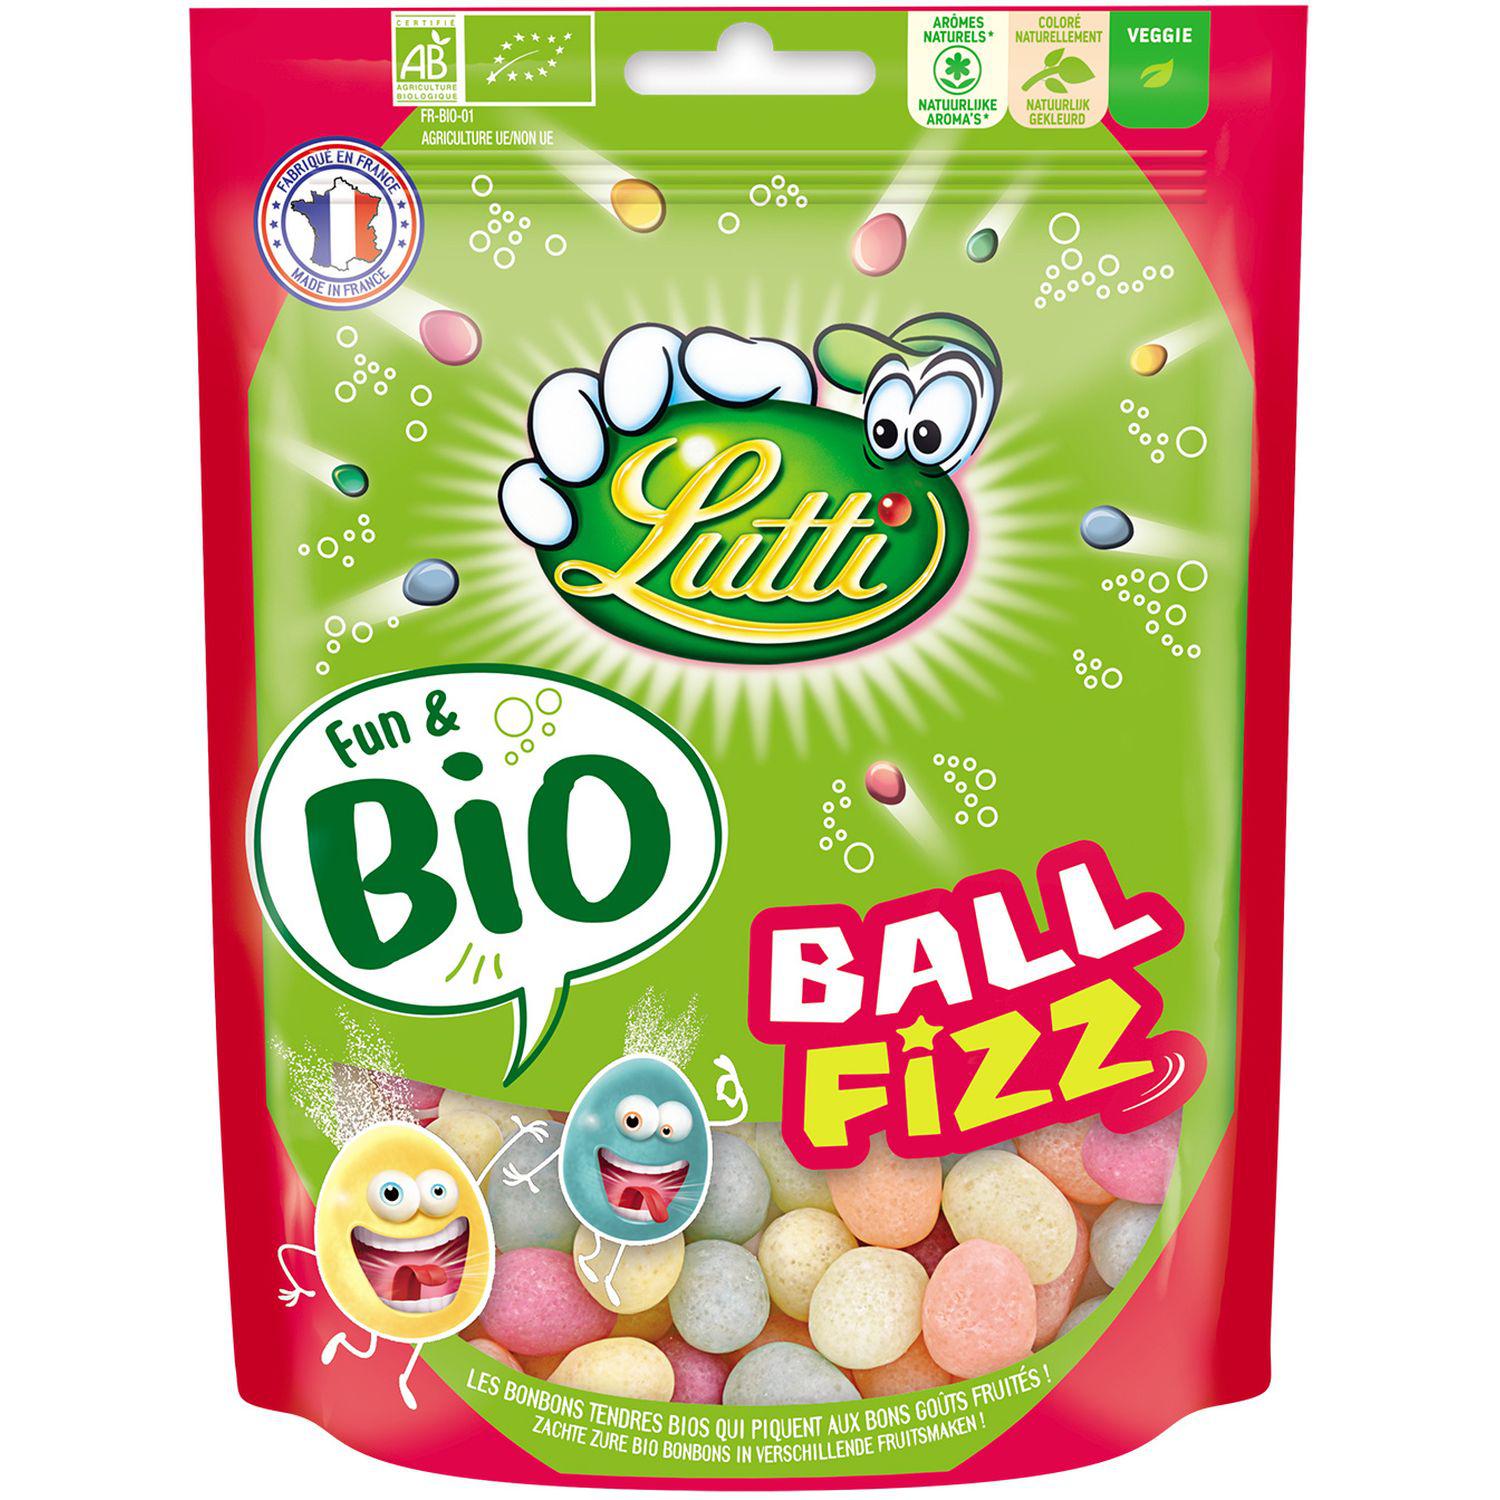 CERTIFIÉ
AB
AGRICULTURE
BIOLOGIQUE
FR-BIO-01
AGRICULTURE UE/NON UE
ARÔMES
NATURELS*
NATUURLIJKE
AROMA'S*
COLORÉ
NATURELLEMENT
NATUURLIJK
GEKLEURD
VEGGIE
FABRIQUÉ EN FRANCE
MADE IN FRANCE
Lutti
Fun &
BiO
BALL
FiZZ
LES BONBONS TENDRES BIOS QUI PIQUENT AUX BONS GOÛTS FRUITÉS !
ZACHTE ZURE BIO BONBONS IN VERSCHILLENDE FRUITSMAKEN !